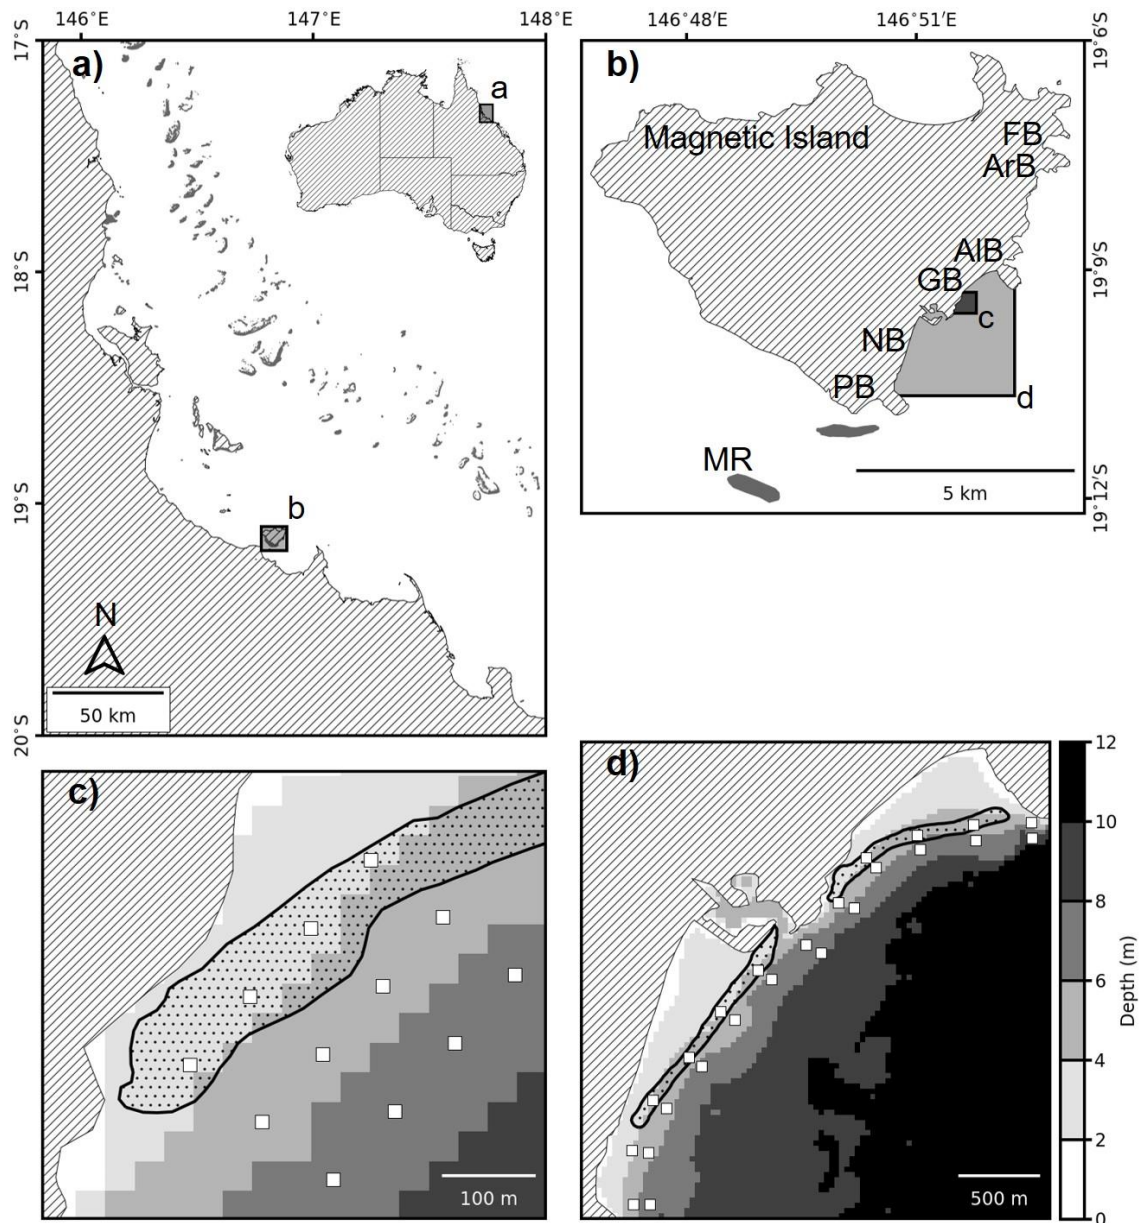 146°E 147°E 148°E
17°S
18°S
19°S
20°S
a)
a
b
N
50 km
146°48′E 146°51′E
19°6′S
19°9′S
19°12′S
b)
Magnetic Island
FB
ArB
AlB
GB
c
NB
PB
d
MR
5 km
c)
100 m
d)
500 m
12
10
8
6
4
2
0
Depth (m)